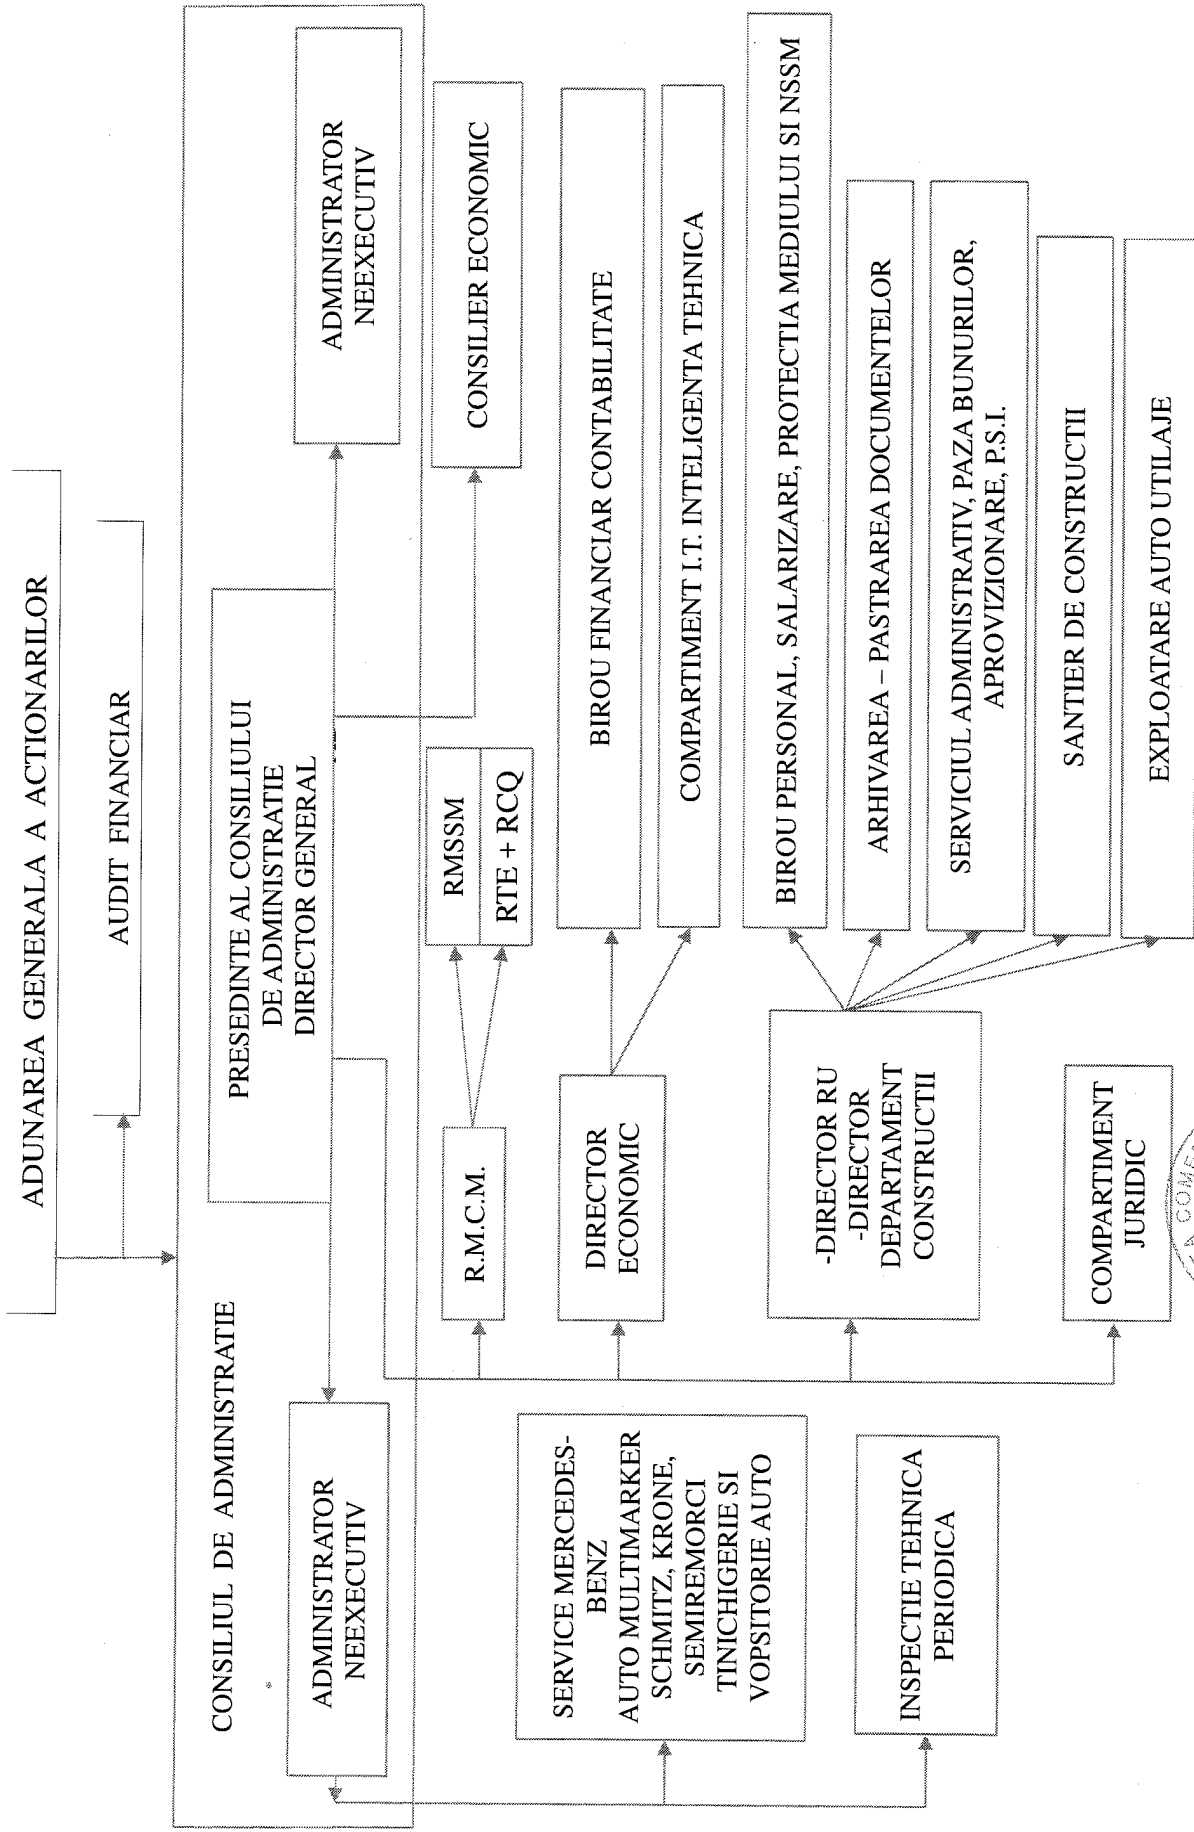 ADUNAREA GENERALA A ACTIONARILOR
AUDIT FINANCIAR
CONSILIUL DE ADMINISTRATIE
PRESEDINTE AL CONSILIULUI
DE ADMINISTRATIE
DIRECTOR GENERAL
ADMINISTRATOR
NEEXECUTIV
ADMINISTRATOR
NEEXECUTIV
CONSILIER ECONOMIC
R.M.C.M.
RMSSM
RTE + RCQ
SERVICE MERCEDES-
BENZ
AUTO MULTIMARKER
SCHMITZ, KRONE,
SEMIREMORCI
TINICHIGERIE SI
VOPSITORIE AUTO
DIRECTOR
ECONOMIC
BIROU FINANCIAR CONTABILITATE
COMPARTIMENT I.T. INTELIGENTA TEHNICA
INSPECTIE TEHNICA
PERIODICA
-DIRECTOR RU
-DIRECTOR
DEPARTAMENT
CONSTRUCTII
BIROU PERSONAL, SALARIZARE, PROTECTIA MEDIULUI SI NSSM
ARHIVAREA – PASTRAREA DOCUMENTELOR
SERVICIUL ADMINISTRATIV, PAZA BUNURILOR,
APROVIZIONARE, P.S.I.
SANTIER DE CONSTRUCTII
EXPLOATARE AUTO UTILAJE
COMPARTIMENT
JURIDIC